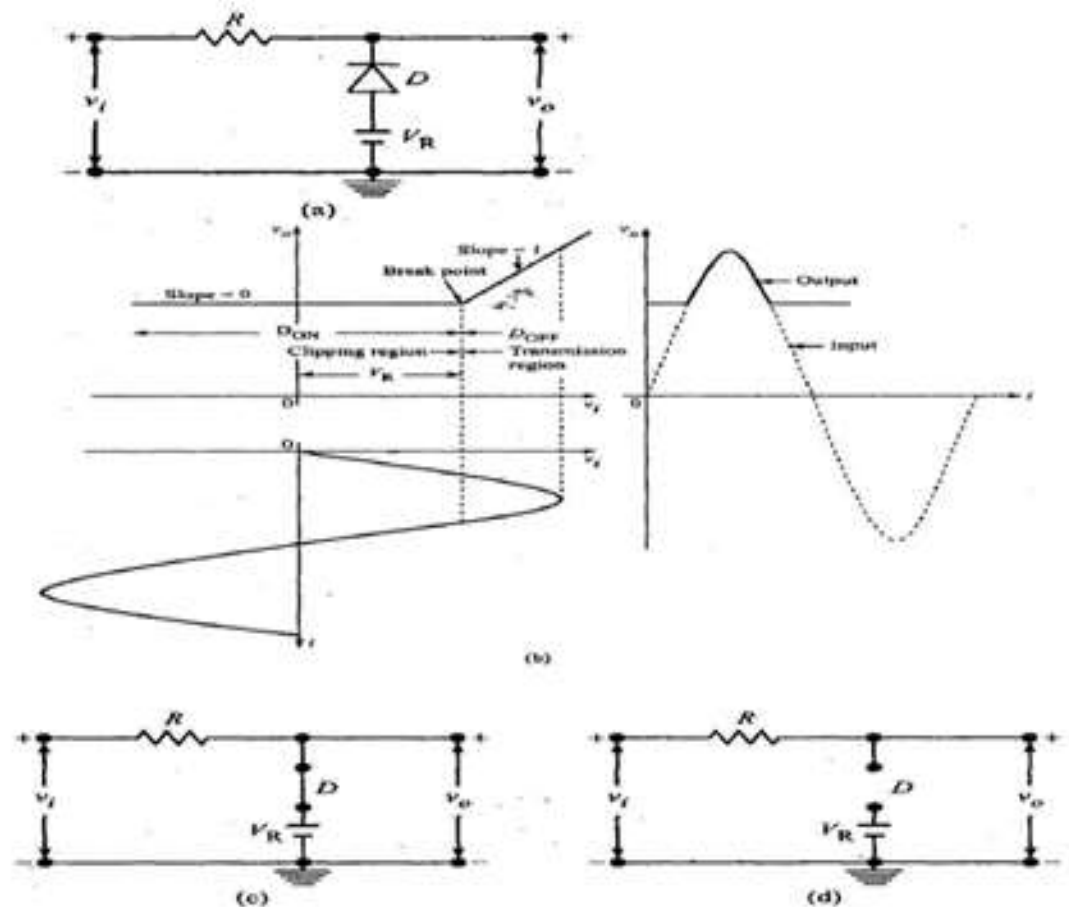 R
+ +
D
v_i v_o
V_R
- -
(a)
v_o v_o
Slope = 1
Break point
Output
Slope = 0
D_ON D_OFF
Input
Clipping region Transmission
region
V_R
0 v_i 0 t
0 v_i
t
(b)
R R
+ + + +
D D
v_i v_o v_i v_o
V_R V_R
- - - -
(c) (d)